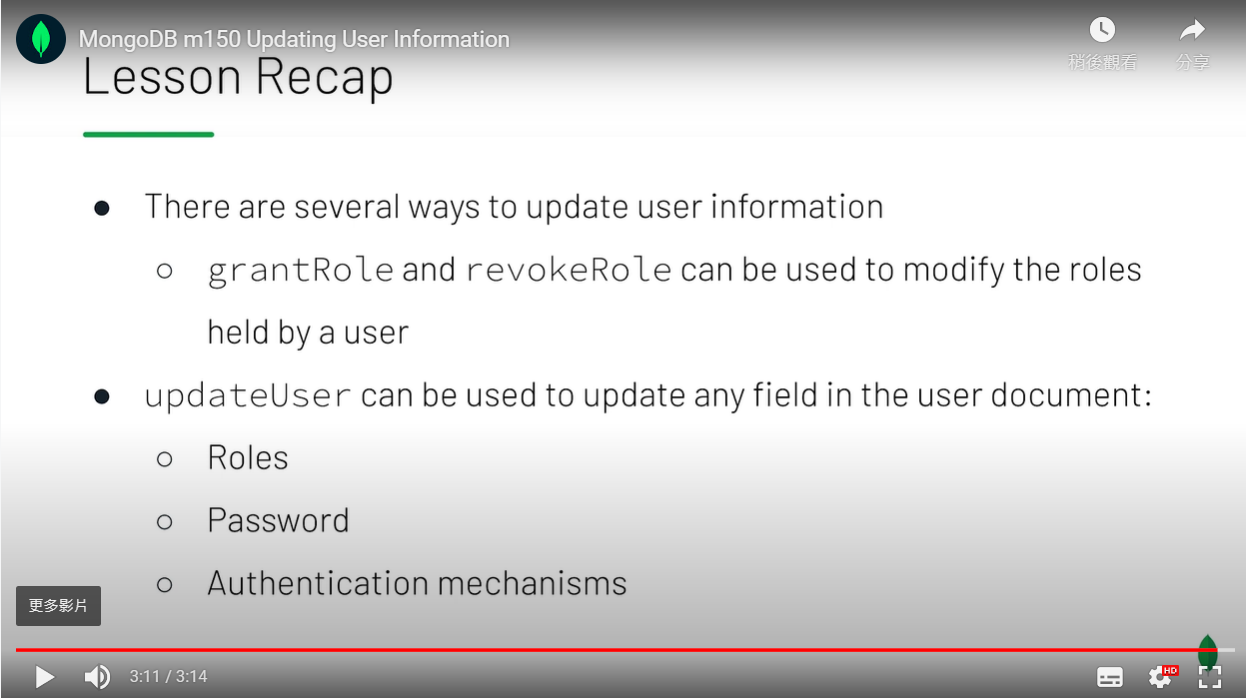 MongoDB m150 Updating User Information
稍後觀看
分享
Lesson Recap
There are several ways to update user information
grantRole and revokeRole can be used to modify the roles
held by a user
updateUser can be used to update any field in the user document:
Roles
Password
Authentication mechanisms
更多影片
3:11 / 3:14
HD